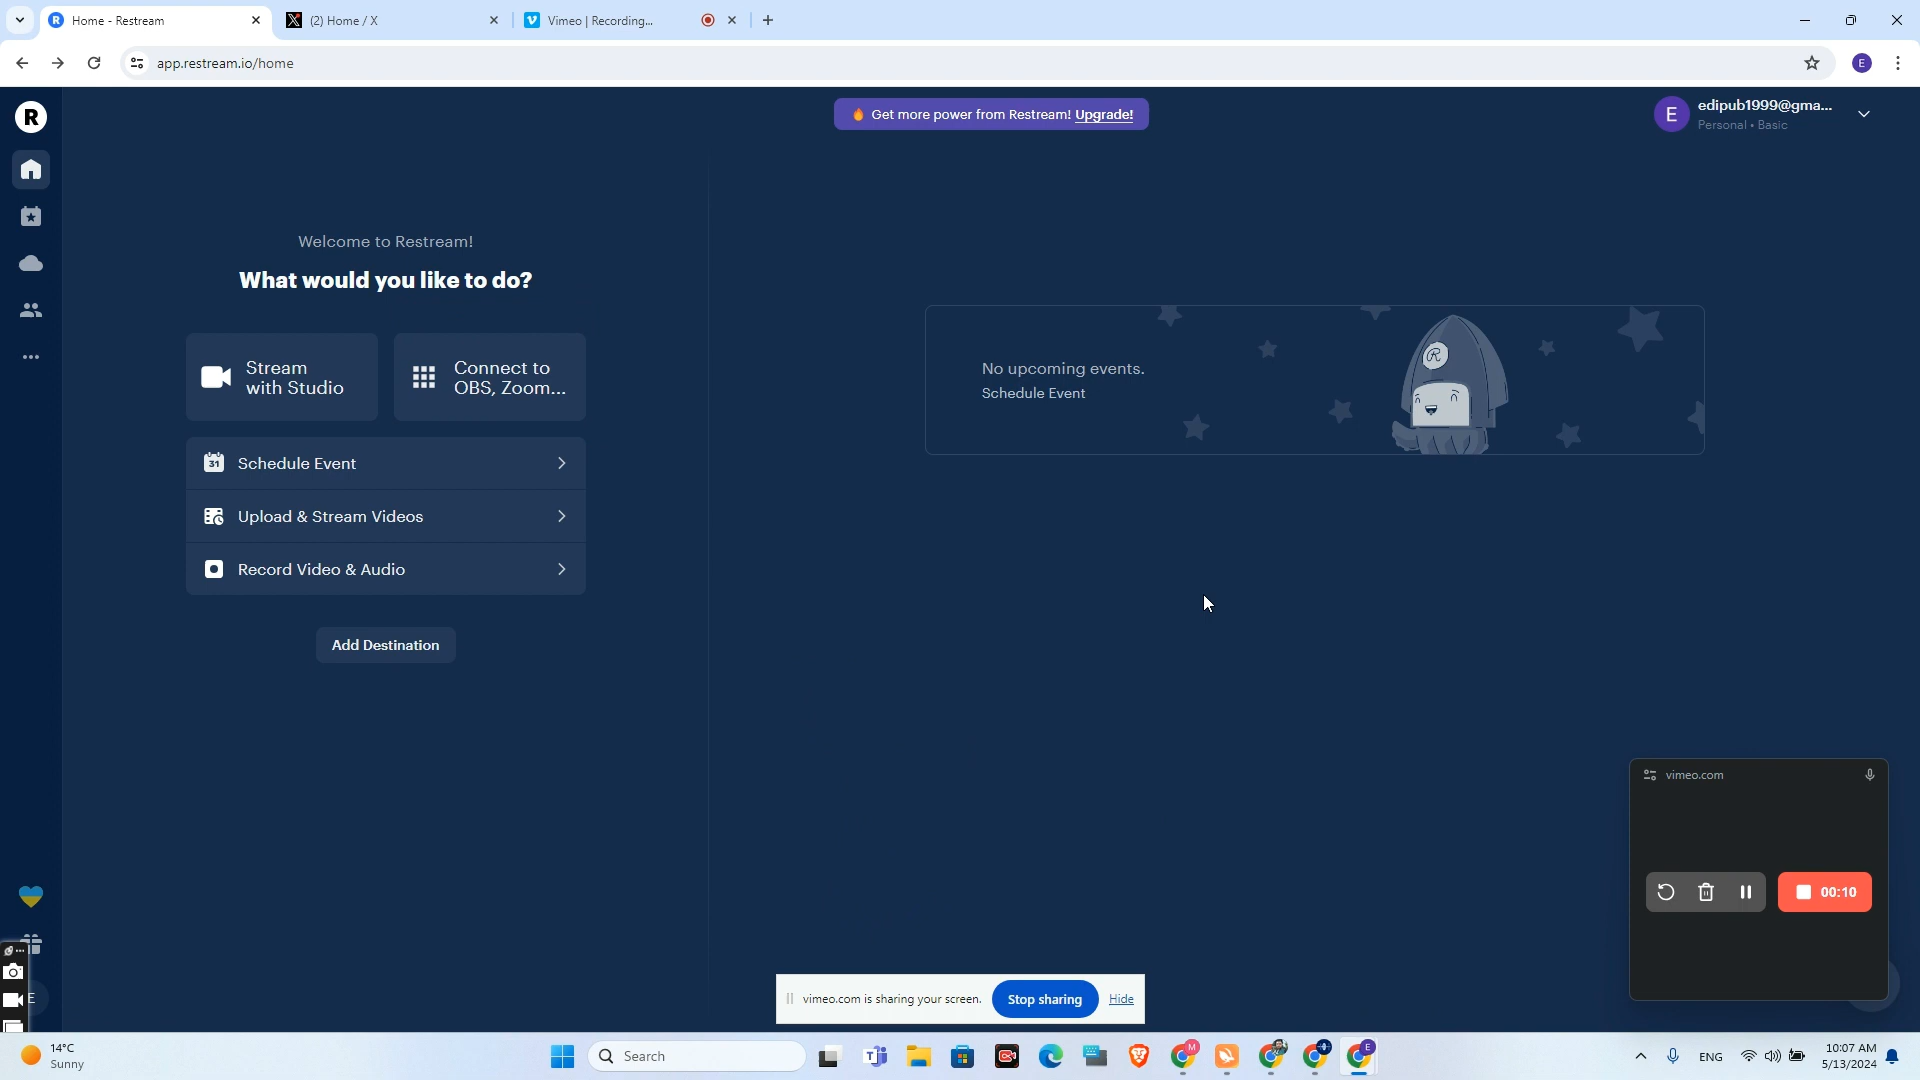 Home - Restream
(2) Home / X
Vimeo | Recording...
app.restream.io/home
E
R
Get more power from Restream! Upgrade!
E
edipub1999@gma...
Personal • Basic
Welcome to Restream!
What would you like to do?
Stream
with Studio
Connect to
OBS, Zoom...
No upcoming events.
Schedule Event
31 Schedule Event
Upload & Stream Videos
Record Video & Audio
Add Destination
vimeo.com
00:10
E
vimeo.com is sharing your screen. Stop sharing Hide
14°C
Sunny
Search
ENG
10:07 AM
5/13/2024